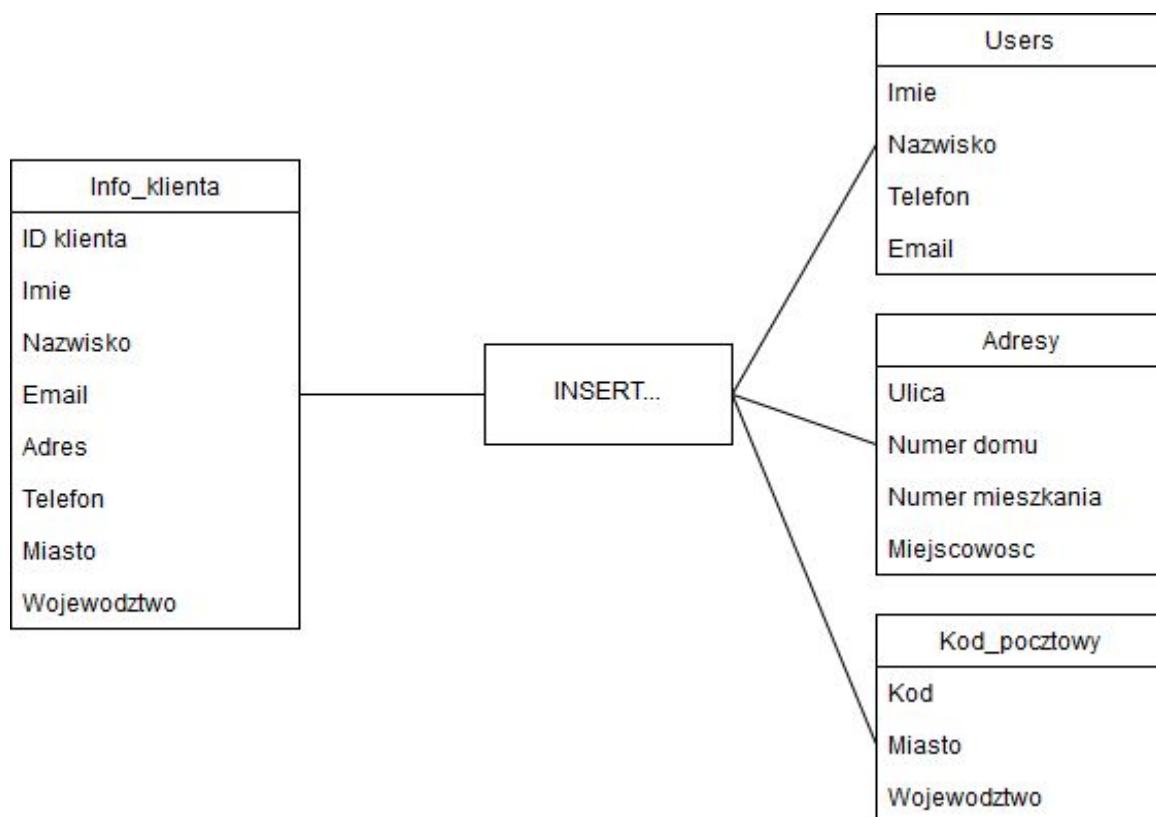 Info_klienta
ID klienta
Imie
Nazwisko
Email
Adres
Telefon
Miasto
Wojewodztwo
INSERT...
Users
Imie
Nazwisko
Telefon
Email
Adresy
Ulica
Numer domu
Numer mieszkania
Miejscowosc
Kod_pocztowy
Kod
Miasto
Wojewodztwo